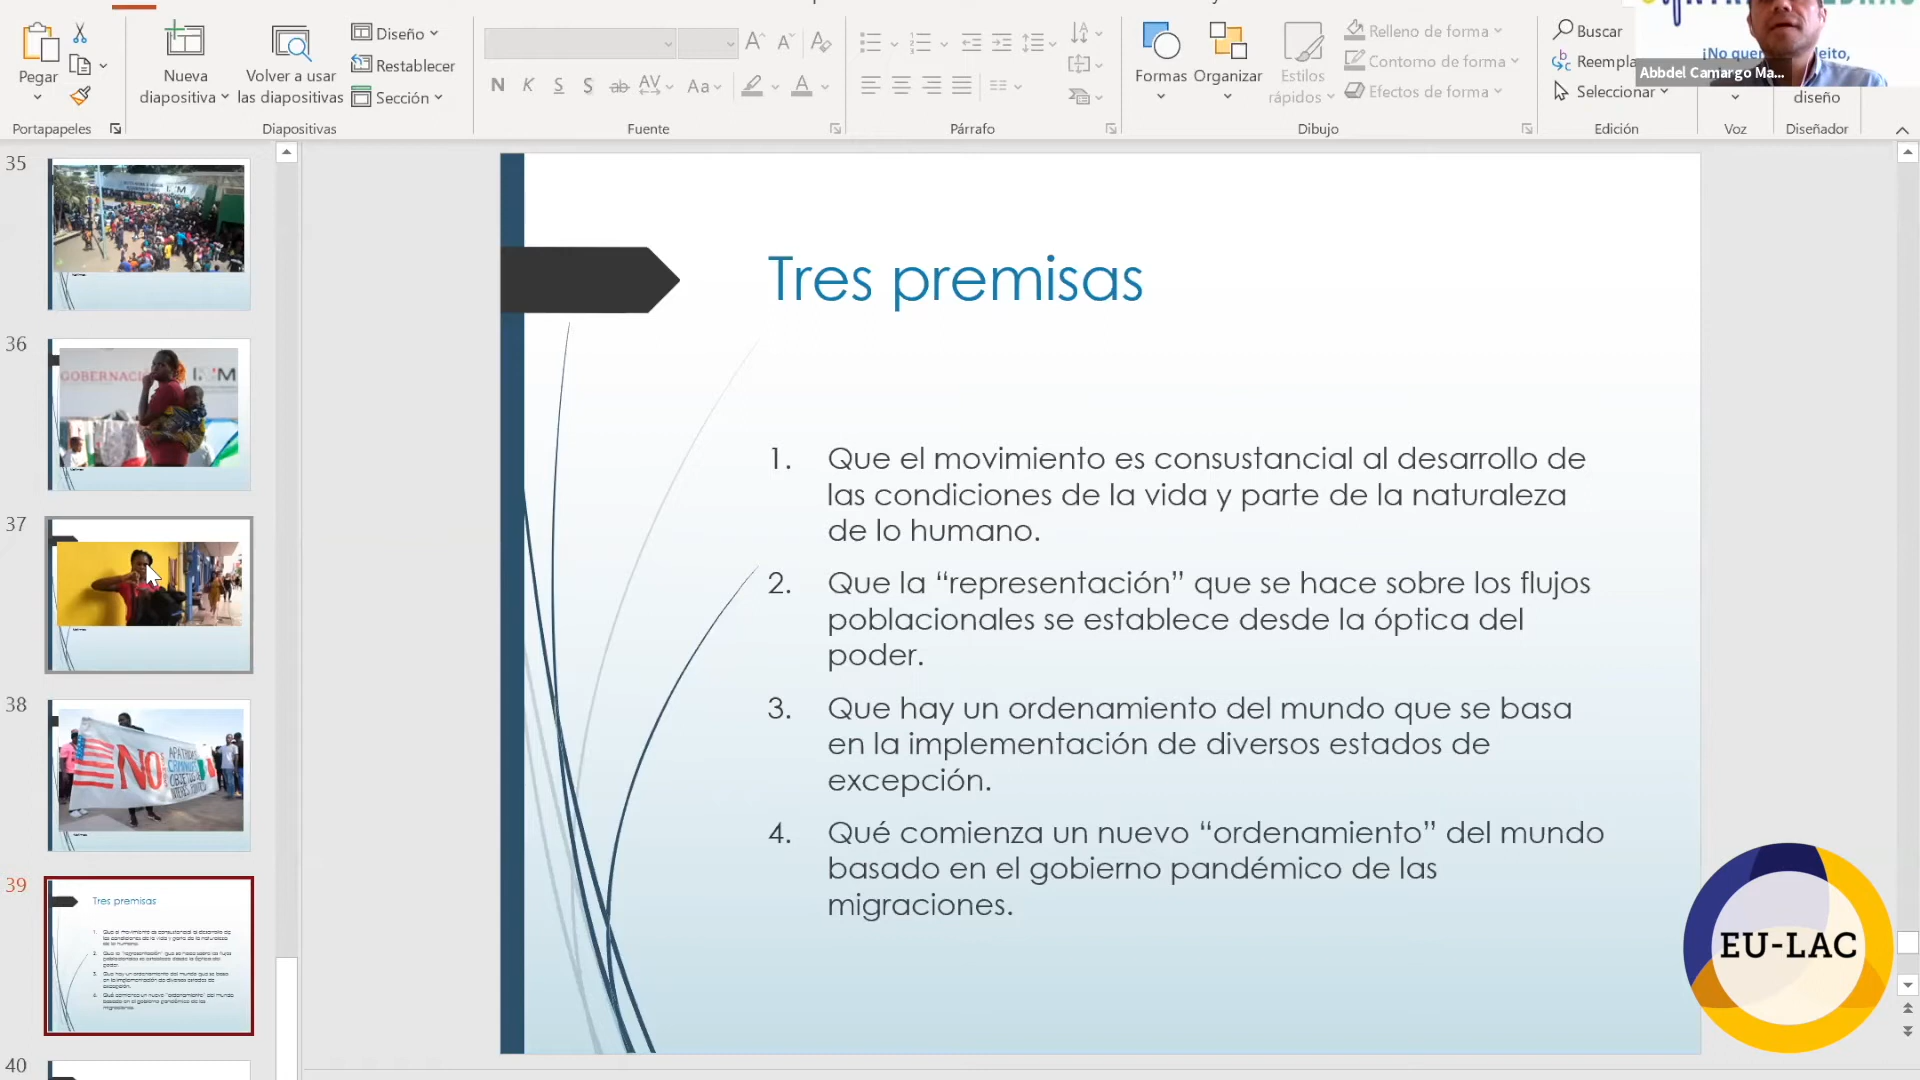 Pegar
Nueva
diapositiva
Volver a usar
las diapositivas
Diseño
Restablecer
Sección
N K S S ab AV Aa A
Formas
Organizar
Estilos
rápidos
Relleno de forma
Contorno de forma
Efectos de forma
Buscar
Seleccionar
diseño
Portapapeles
Diapositivas
Fuente
Párrafo
Dibujo
Edición
Voz
Diseñador
¡No quer
Abbdel Camargo Ma...
35
36
GOBERNACI
37
38
NO
39
Tres premisas
40
Tres premisas
1. Que el movimiento es consustancial al desarrollo de
las condiciones de la vida y parte de la naturaleza
de lo humano.
2. Que la “representación” que se hace sobre los flujos
poblacionales se establece desde la óptica del
poder.
3. Que hay un ordenamiento del mundo que se basa
en la implementación de diversos estados de
excepción.
4. Qué comienza un nuevo “ordenamiento” del mundo
basado en el gobierno pandémico de las
migraciones.
EU-LAC